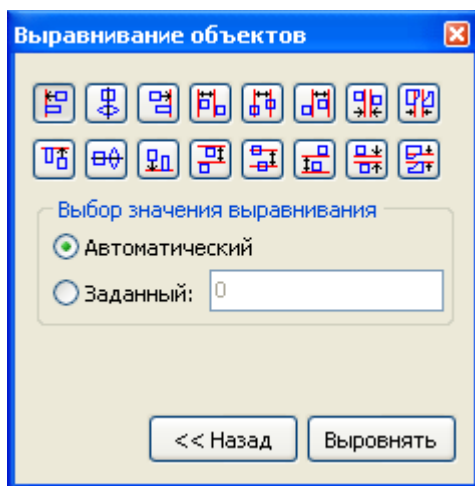 Выравнивание объектов
Выбор значения выравнивания
Автоматический
Заданный: 0
<< Назад Выровнять